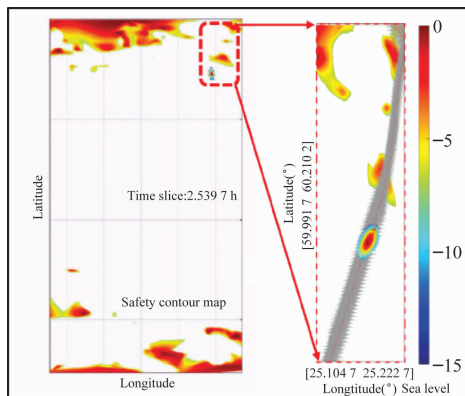 Latitude
Time slice:2.539 7 h
Safety contour map
Longitude
Latitude(°)
[59.991 7  60.210 2]
[25.104 7  25.222 7]
Longtitude(°)
0
−5
−10
−15
Sea level